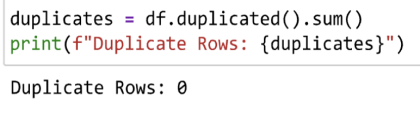 duplicates = df.duplicated().sum()
print(f"Duplicate Rows: {duplicates}")
Duplicate Rows: 0